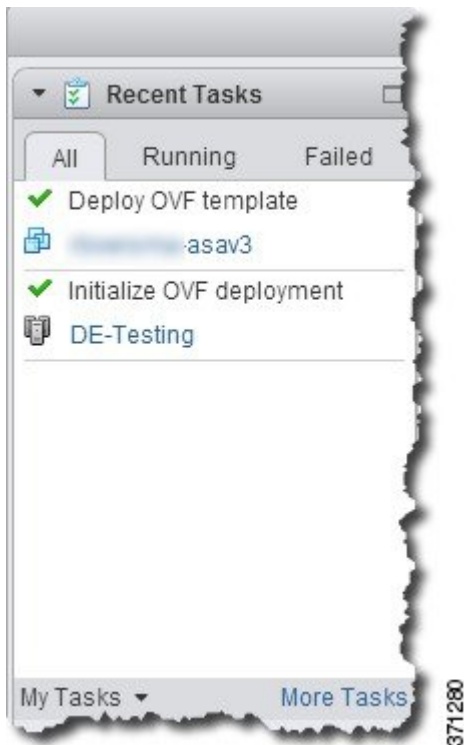 Recent Tasks
All Running Failed
Deploy OVF template
-asav3
Initialize OVF deployment
DE-Testing
My Tasks More Tasks
371280